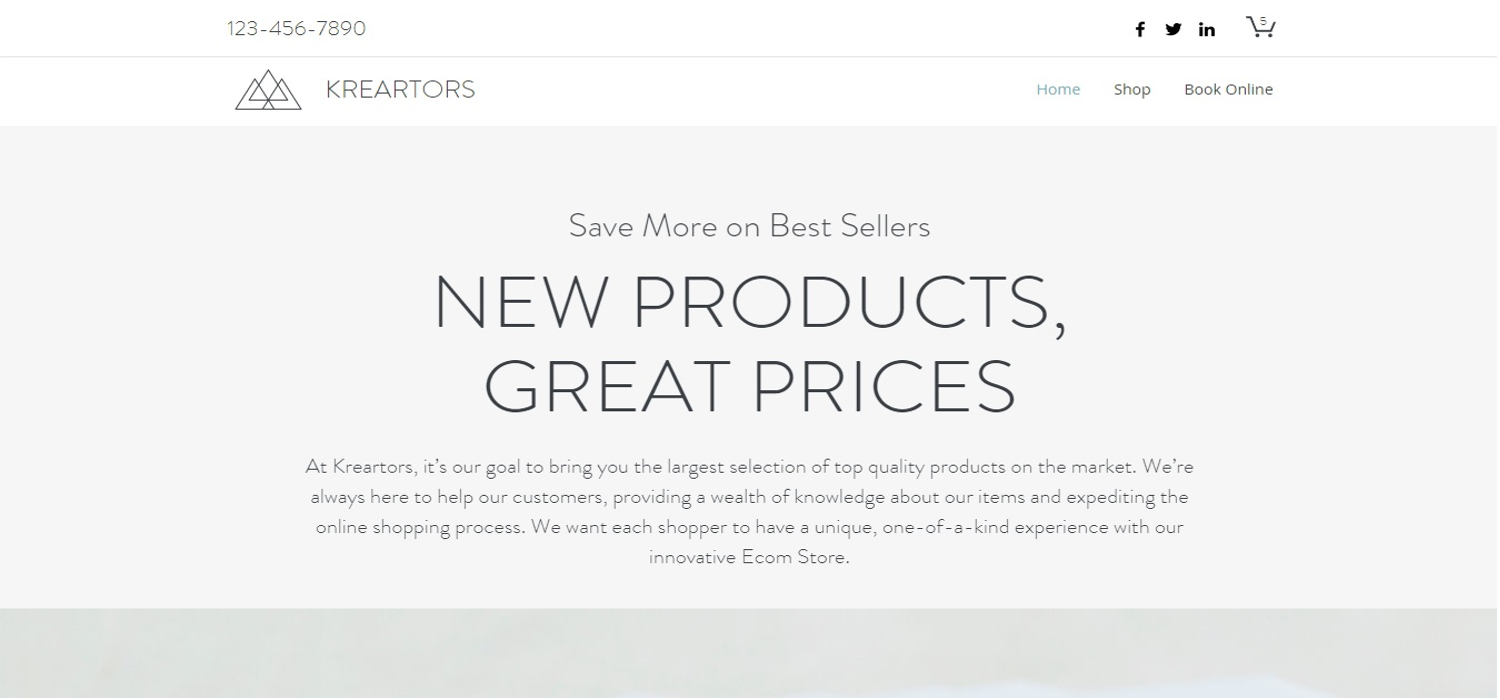 123-456-7890
5
KREARTORS
Home Shop Book Online
Save More on Best Sellers
NEW PRODUCTS,
GREAT PRICES
At Kreartors, it’s our goal to bring you the largest selection of top quality products on the market. We’re
always here to help our customers, providing a wealth of knowledge about our items and expediting the
online shopping process. We want each shopper to have a unique, one-of-a-kind experience with our
innovative Ecom Store.